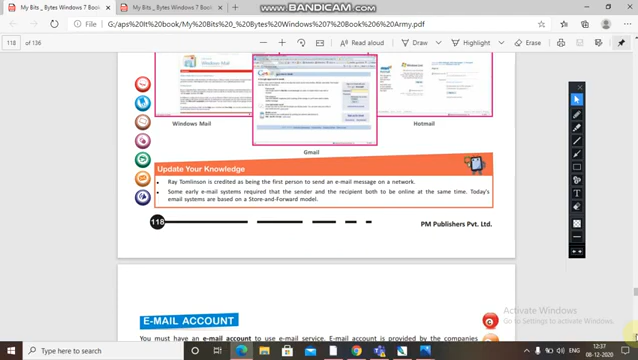 WWW.BANDICAM.COM
My Bits _ Bytes Windows 7 Book
My Bits _ Bytes Windows 7 Book
File | G:/aps%20It%20book/My%20Bits%20_%20Bytes%20Windows%207%20Book%206%20Army.pdf
118 of 136
Read aloud
Draw
Highlight
Erase
Windows Mail
Gmail
Hotmail
Update Your Knowledge
• Ray Tomlinson is credited as being the first person to send an e-mail message on a network.
• Some early e-mail systems required that the sender and the recipient both to be online at the same time. Today's
email systems are based on a Store-and-Forward model.
118
PM Publishers Pvt. Ltd.
E-MAIL ACCOUNT
You must have an e-mail account to use e-mail service. E-mail account is provided by the companies
Activate Windows
Go to Settings to activate Windows.
Type here to search
ENG
12:37
08-12-2020